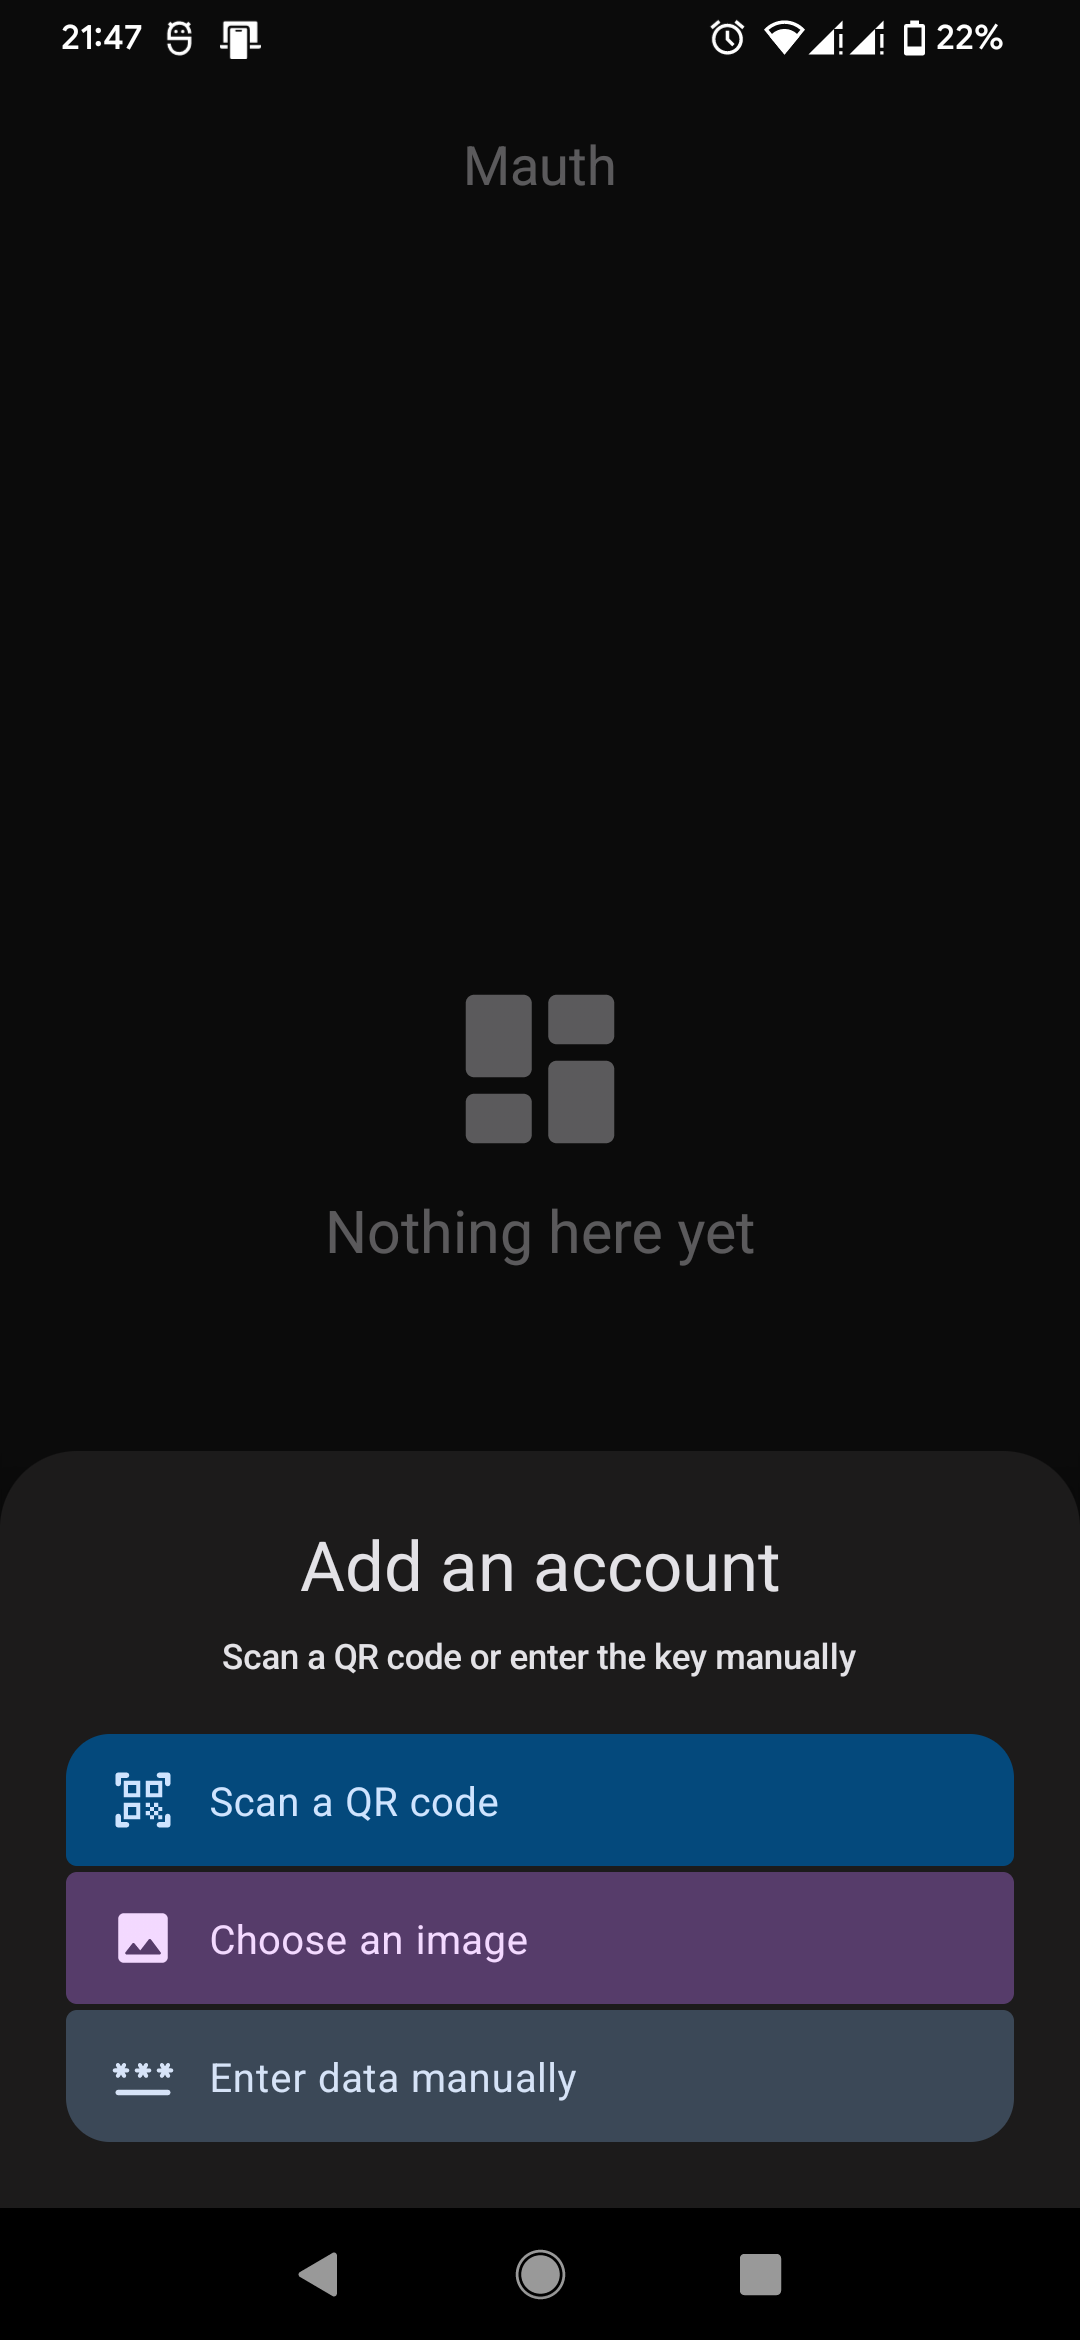 21:47
22%
Mauth
Nothing here yet
Add an account
Scan a QR code or enter the key manually
Scan a QR code
Choose an image
Enter data manually